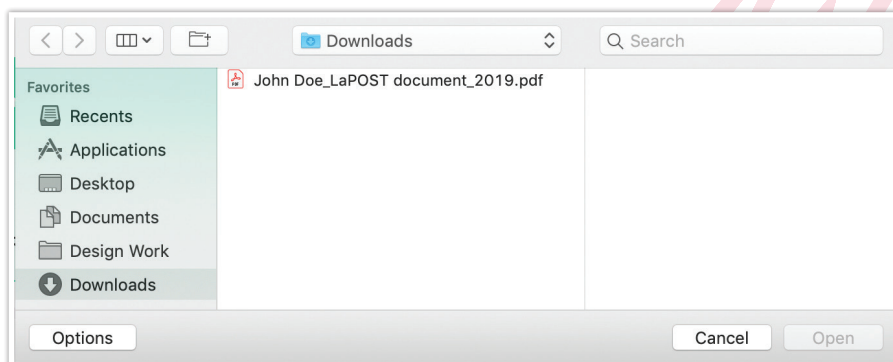 Downloads
Search
Favorites
Recents
Applications
Desktop
Documents
Design Work
Downloads
John Doe_LaPOST document_2019.pdf
Options
Cancel
Open